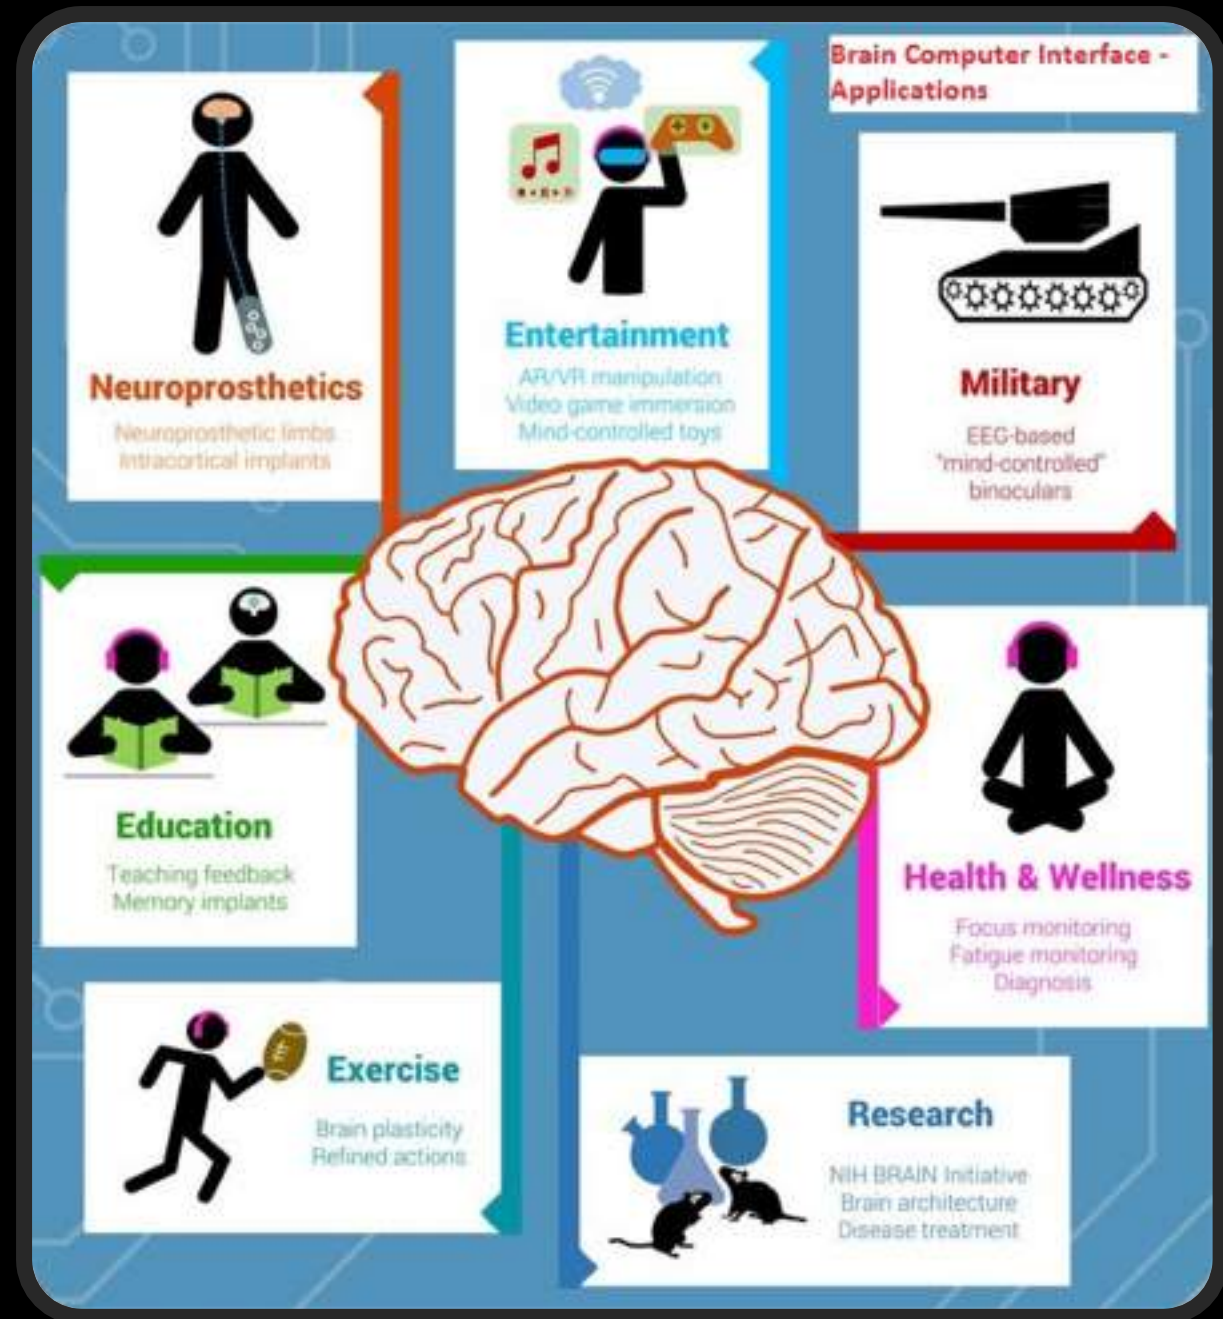 Brain Computer Interface -
Applications
Neuroprosthetics
Neuroprosthetic limbs
Intracortical implants
Entertainment
AR/VR manipulation
Video game immersion
Mind-controlled toys
Military
EEG-based
"mind-controlled"
binoculars
Education
Teaching feedback
Memory implants
Health & Wellness
Focus monitoring
Fatigue monitoring
Diagnosis
Exercise
Brain plasticity
Refined actions
Research
NIH BRAIN Initiative
Brain architecture
Disease treatment